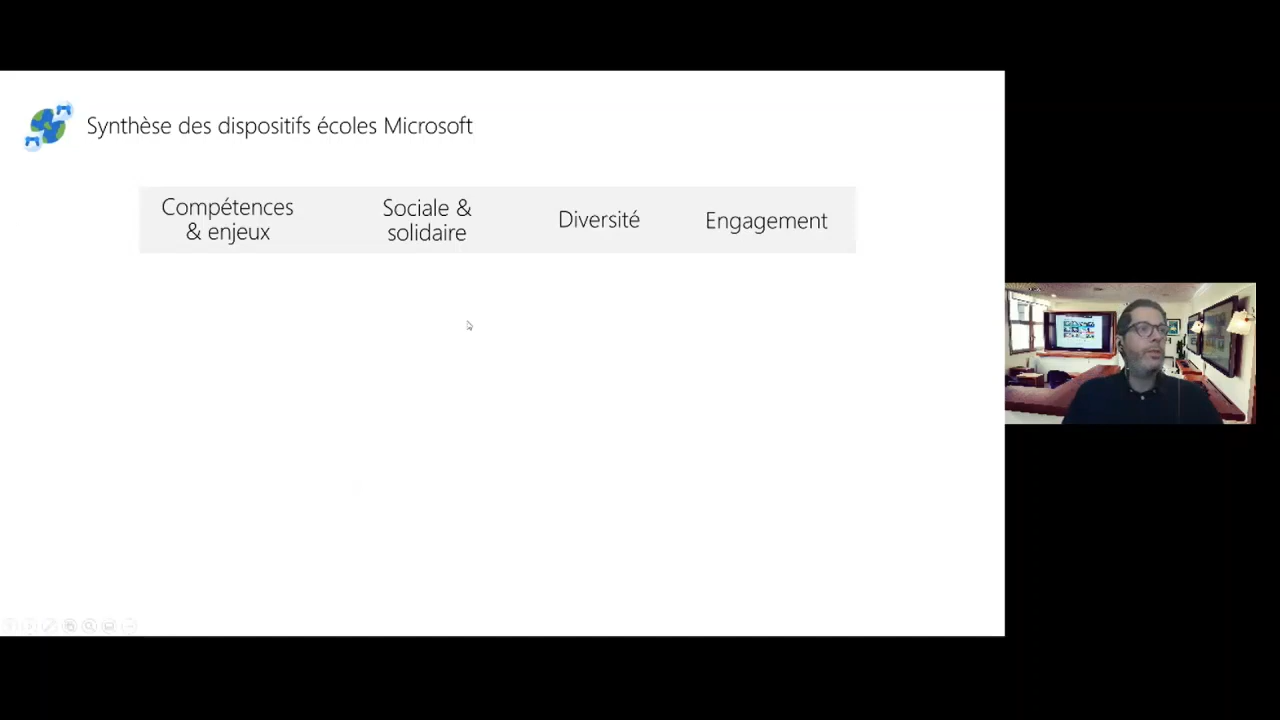 Synthèse des dispositifs écoles Microsoft
Compétences
& enjeux
Sociale &
solidaire
Diversité
Engagement